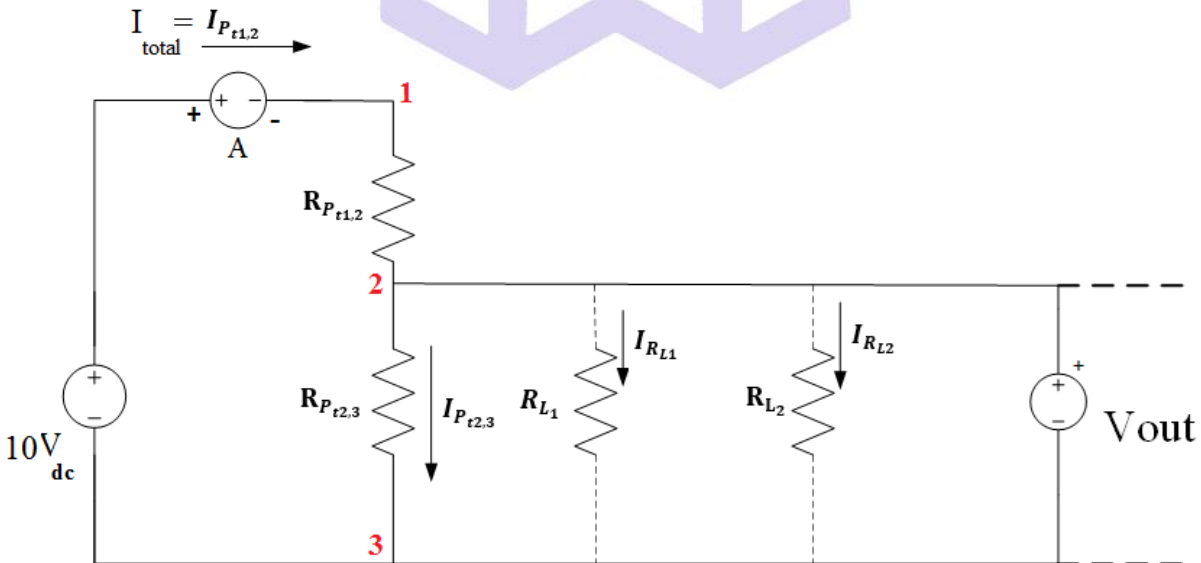 I total = I_{P_{t1,2}}
1
+ + − -
A
R_{P_{t1,2}}
2
I_{R_{L1}}
I_{R_{L2}}
R_{P_{t2,3}}
I_{P_{t2,3}}
R_{L_1}
R_{L_2}
+
+
−
+
−
Vout
10V dc
3